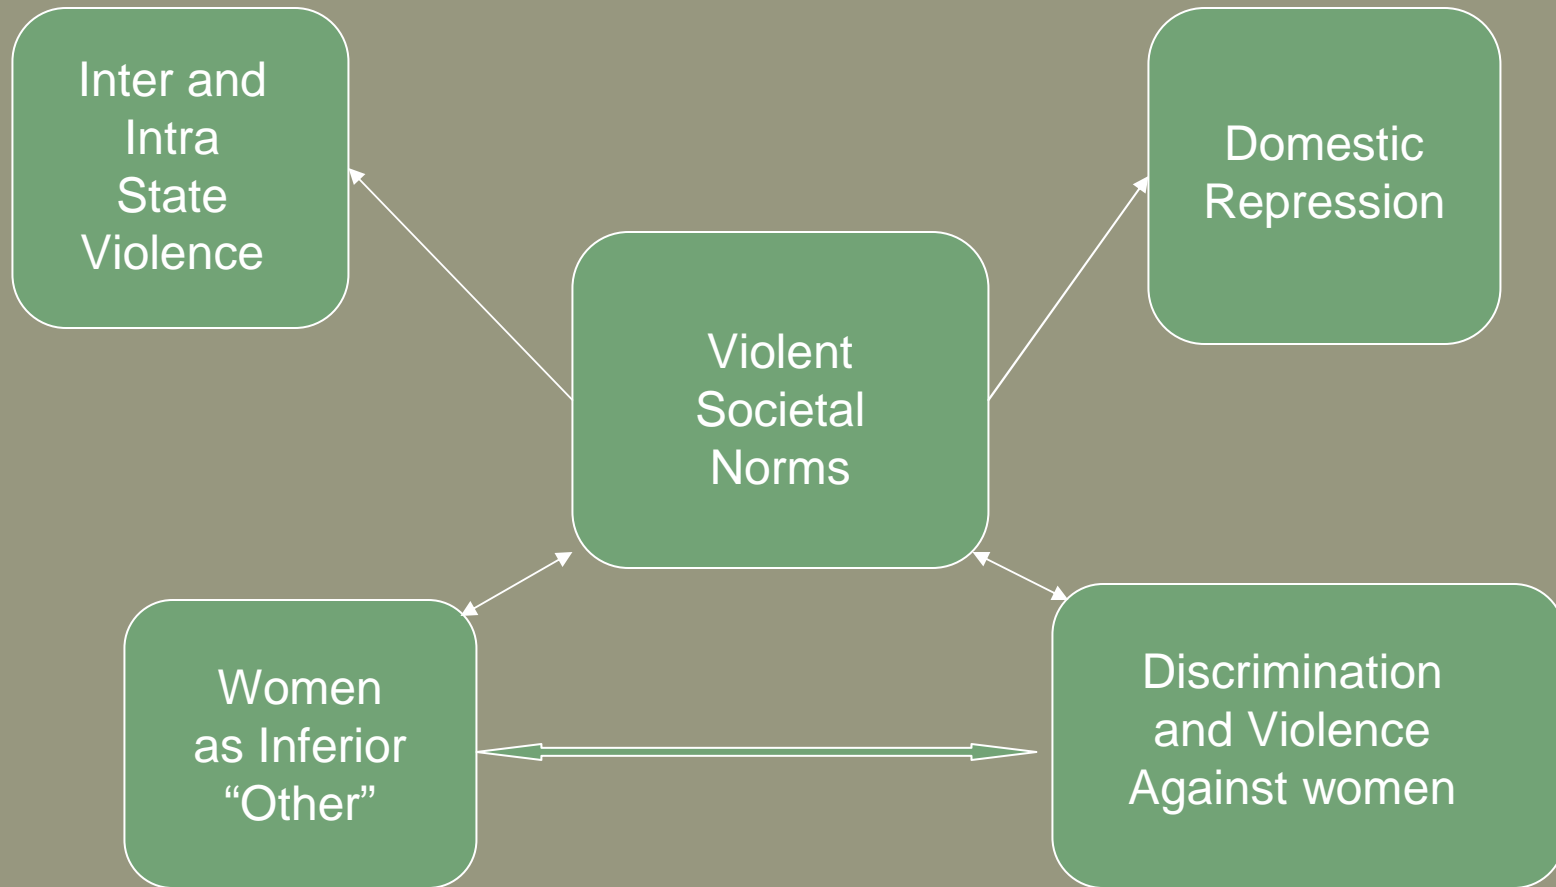 Inter and
Intra
State
Violence
Domestic
Repression
Violent
Societal
Norms
Women
as Inferior
“Other”
Discrimination
and Violence
Against women